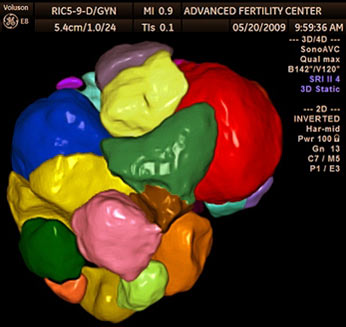 Voluson
E8
RIC5-9-D/GYN
MI 0.9
ADVANCED FERTILITY CENTER
5.4cm/1.0/24
TIs 0.1
05/20/2009
9:59:36 AM
--- 3D/4D ---
SonoAVC
Qual max
B142°/V120°
SRI II 4
3D Static
--- 2D ---
INVERTED
Har-mid
Pwr 100
Gn 13
C7 / M5
P1 / E3